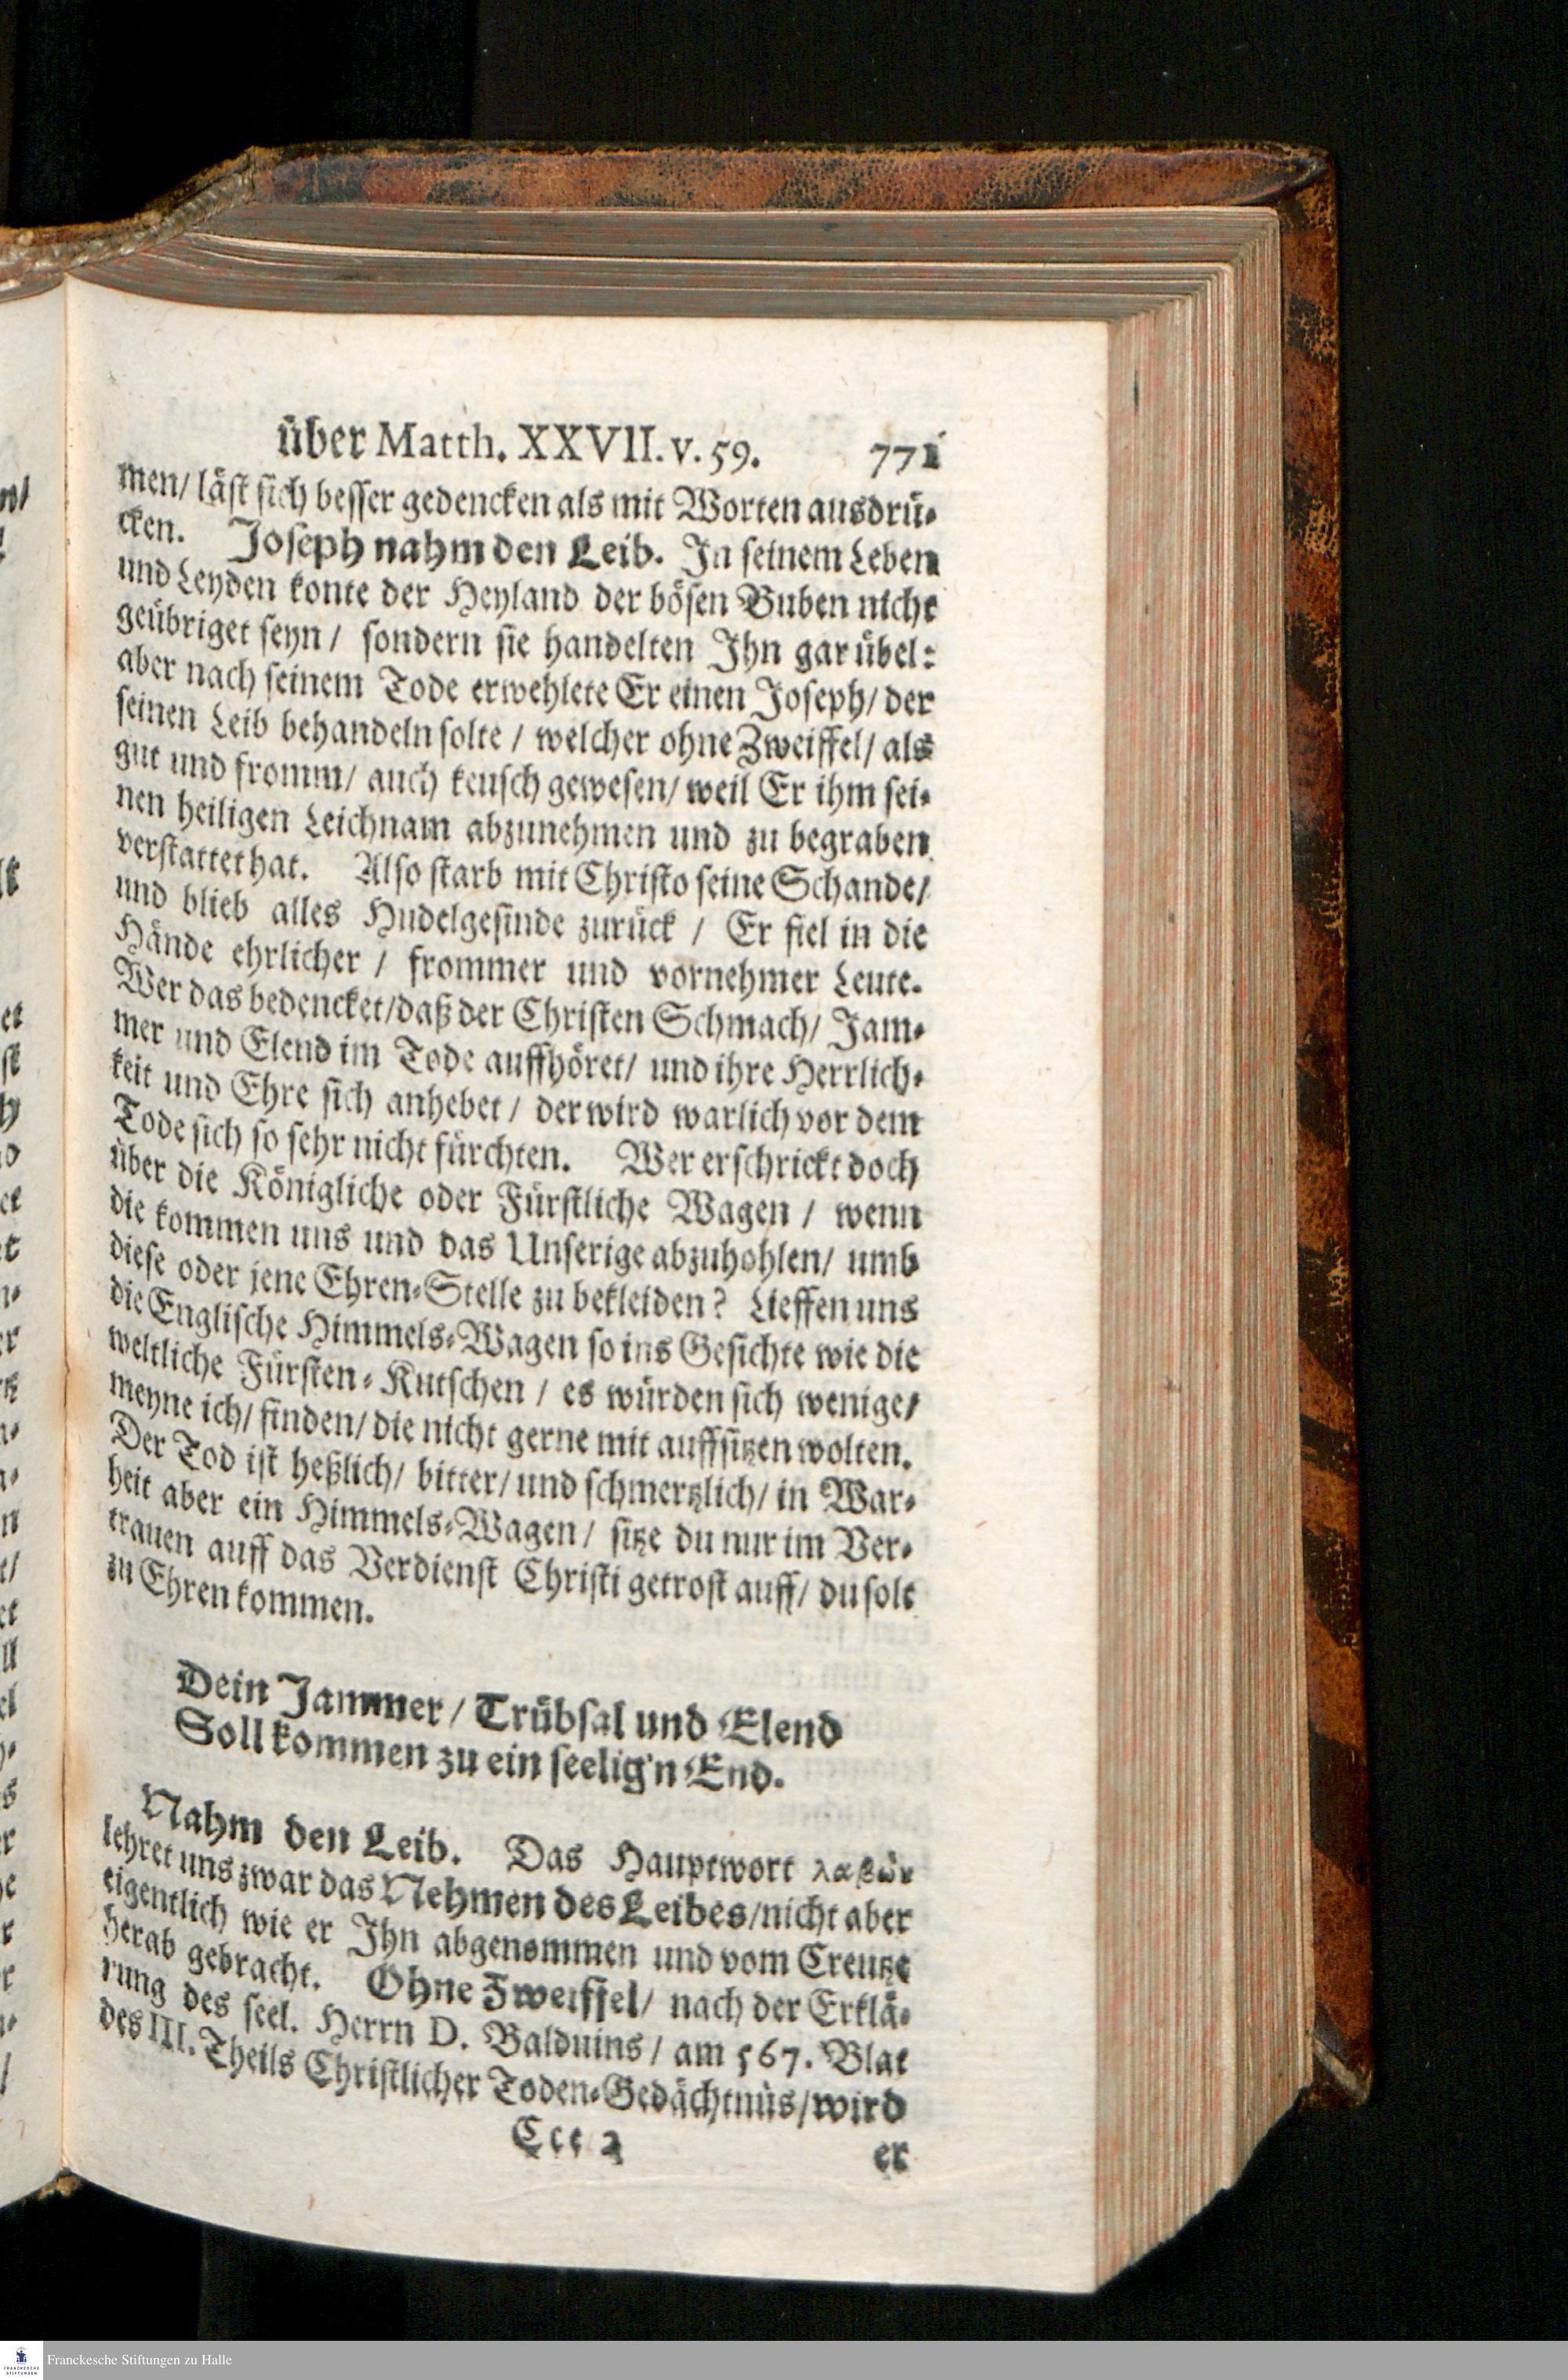 über Matth. XXVII. v. 59. 771
men/ läst sich besser gedencken als mit Worten ausdrü-
cken. Joseph nahm den Leib. In seinem Leben
und Leyden konte der Heyland der bösen Buben nicht
geübriget seyn / sondern sie handelten Ihn gar übel:
aber nach seinem Tode erwehlete Er einen Joseph/ der
seinen Leib behandeln solte / welcher ohne Zweiffel/ als
gut und fromm/ auch keusch gewesen/ weil Er ihm sei-
nen heiligen Leichnam abzunehmen und zu begraben
verstattet hat. Also starb mit Christo seine Schande/
und blieb alles Hudelgesinde zurück / Er fiel in die
Hände ehrlicher / frommer und vornehmer Leute.
Wer das bedencket/daß der Christen Schmach/ Jam-
mer und Elend im Tode auffhöret/ und ihre Herrlich-
keit und Ehre sich anhebet / der wird warlich vor dem
Tode sich so sehr nicht fürchten. Wer erschrickt doch
über die Königliche oder Fürstliche Wagen / wenn
die kommen uns und das Unserige abzuhohlen/ umb
diese oder jene Ehren-Stelle zu bekleiden? Lieffen uns
die Englische Himmels-Wagen so ins Gesichte wie die
weltliche Fürsten-Kutschen / es würden sich wenige/
meyne ich/ finden/ die nicht gerne mit auffsitzen wolten.
Der Tod ist heßlich/ bitter/ und schmertzlich/ in War-
heit aber ein Himmels-Wagen/ sitze du nur im Ver-
trauen auff das Verdienst Christi getrost auff/ du solt
zu Ehren kommen.
Dein Jammer / Trübsal und Elend
Soll kommen zu ein seelig'n End.
Nahm den Leib. Das Hauptwort λαβὼν
lehret uns zwar das Nehmen des Leibes/nicht aber
eigentlich wie er Ihn abgenommen und vom Creutze
herab gebracht. Ohne Zweiffel/ nach der Erklä-
rung des seel. Herrn D. Balduins / am 567. Blat
des III. Theils Christlicher Toden-Gedächtnüs/wird
Ccc 2 er
Franckesche Stiftungen zu Halle